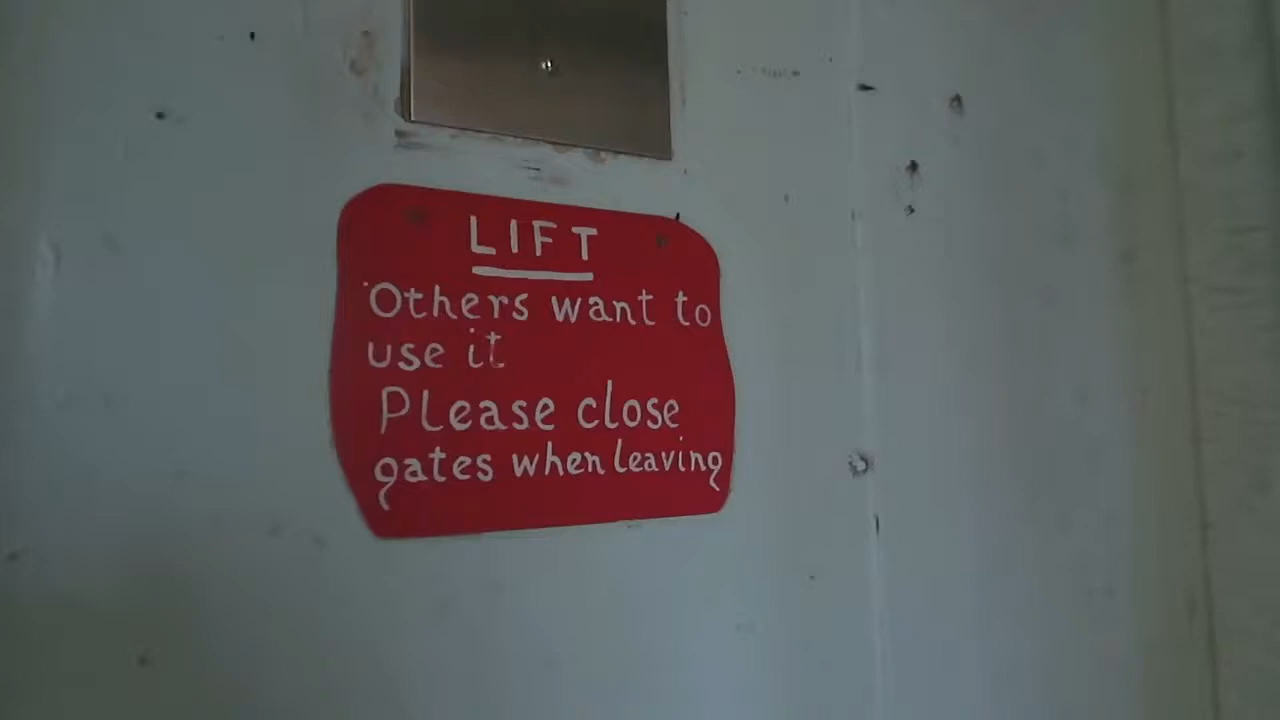 LIFT
Others want to
use it
Please close
gates when leaving